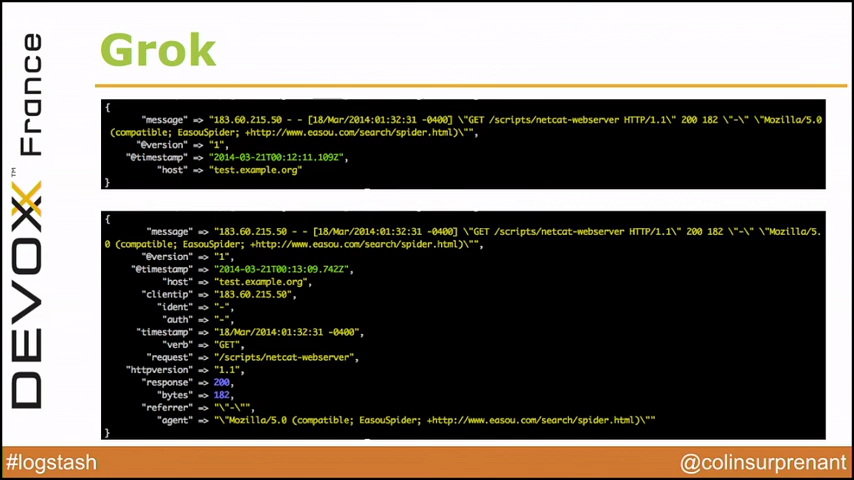 Grok
DEVOXX™ France
{
"message" => "183.60.215.50 - - [18/Mar/2014:01:32:31 -0400] \"GET /scripts/netcat-webserver HTTP/1.1\" 200 182 \"-\" \"Mozilla/5.0
(compatible; EasouSpider; +http://www.easou.com/search/spider.html)\"",
"@version" => "1",
"@timestamp" => "2014-03-21T00:12:11.109Z",
"host" => "test.example.org"
}
{
"message" => "183.60.215.50 - - [18/Mar/2014:01:32:31 -0400] \"GET /scripts/netcat-webserver HTTP/1.1\" 200 182 \"-\" \"Mozilla/5.
0 (compatible; EasouSpider; +http://www.easou.com/search/spider.html)\"",
"@version" => "1",
"@timestamp" => "2014-03-21T00:13:09.742Z",
"host" => "test.example.org",
"clientip" => "183.60.215.50",
"ident" => "-",
"auth" => "-",
"timestamp" => "18/Mar/2014:01:32:31 -0400",
"verb" => "GET",
"request" => "/scripts/netcat-webserver",
"httpversion" => "1.1",
"response" => 200,
"bytes" => 182,
"referrer" => "\"-\"",
"agent" => "\"Mozilla/5.0 (compatible; EasouSpider; +http://www.easou.com/search/spider.html)\""
}
#logstash
@colinsurprenant